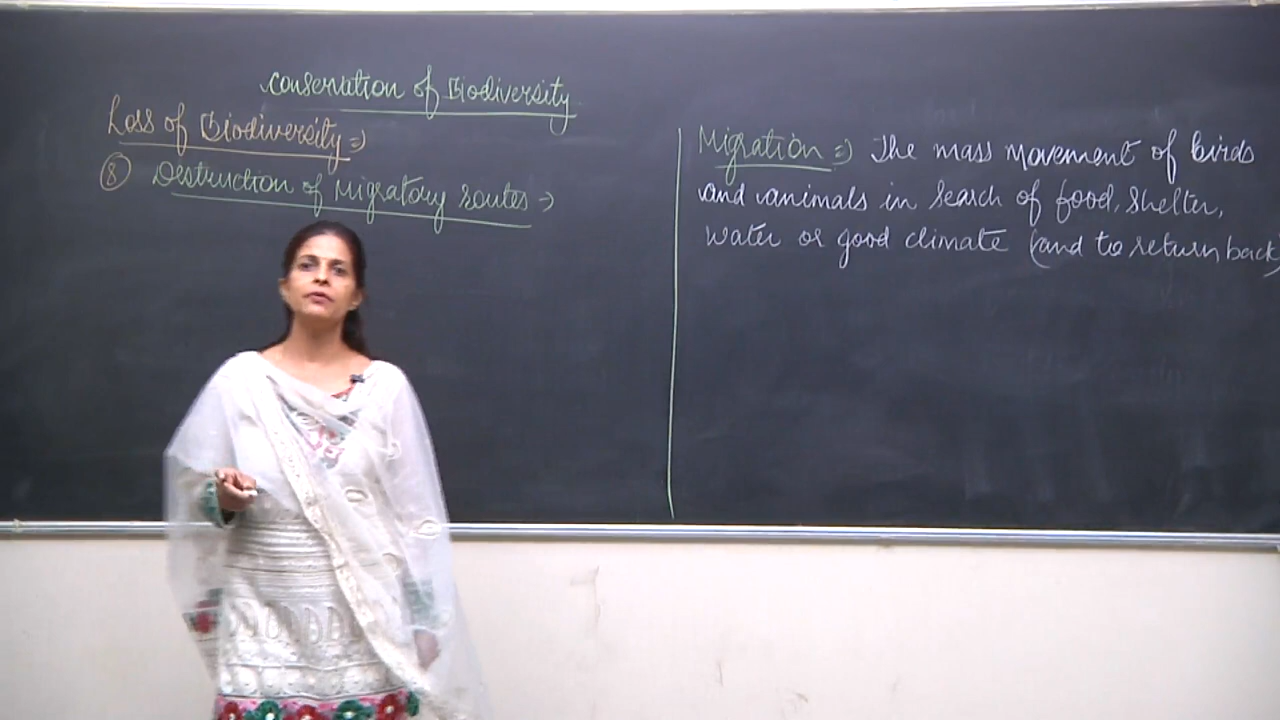 Conservation of Biodiversity
Loss of Biodiversity ⇒
⑧ Destruction of Migratory routes →
Migration ⇒ The mass movement of birds
and animals in search of food, shelter,
water or good climate (and to return back)